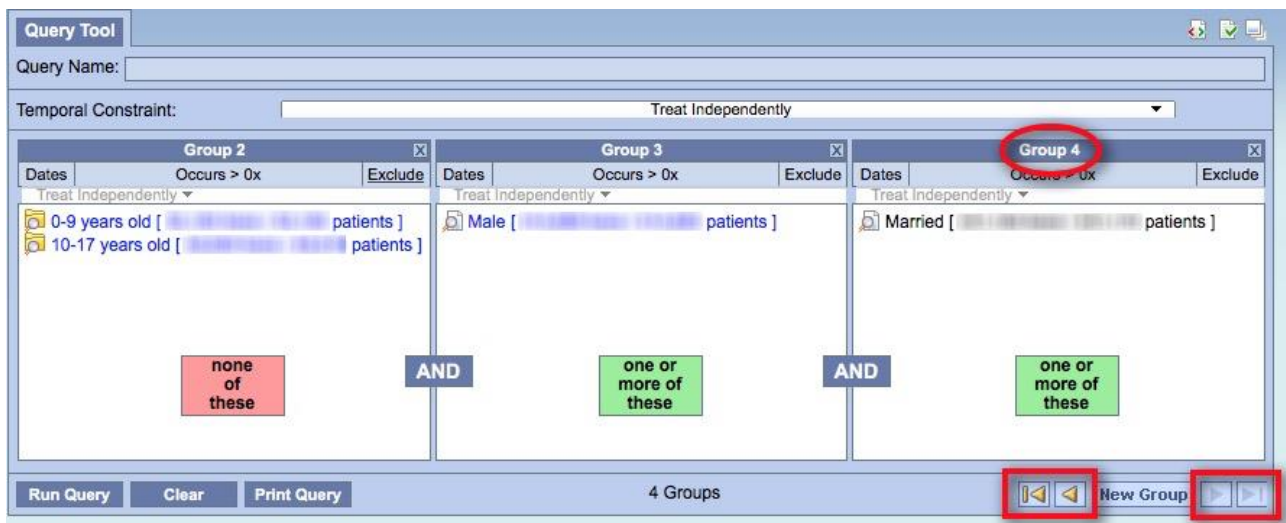 Query Tool
Query Name:
Temporal Constraint: Treat Independently
Group 2 X Group 3 X Group 4 X
Dates Occurs > 0x Exclude Dates Occurs > 0x Exclude Dates Occurs > 0x Exclude
Treat Independently Treat Independently Treat Independently
0-9 years old [ patients ] Male [ patients ] Married [ patients ]
10-17 years old [ patients ]
none
of
these
AND
one or
more of
these
AND
one or
more of
these
Run Query Clear Print Query 4 Groups New Group